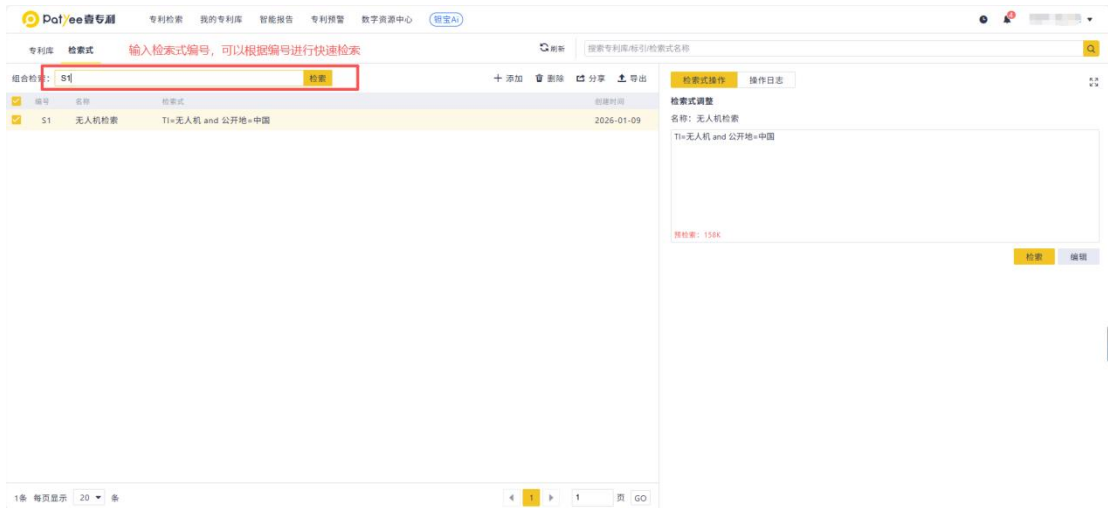 Patyee壹专利 专利检索 我的专利库 智能报告 专利预警 数字资源中心 4
专利库 检索式 输入检索式编号，可以根据编号进行快速检索 刷新 搜索专利库/标引/检索式名称
组合检索： S1 检索 + 添加 删除 分享 导出 检索式操作 操作日志
编号 名称 检索式 创建时间 检索式调整
S1 无人机检索 TI=无人机 and 公开地=中国 2026-01-09 名称：无人机检索
TI=无人机 and 公开地=中国
预检索：158K
检索 编辑
1条 每页显示 20 条 1 1 页 GO